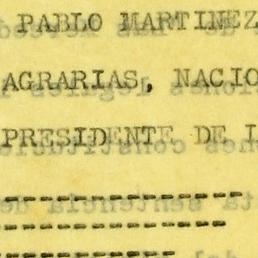 PABLO MARTINEZ
AGRARIAS, NACIO
PRESIDENTE DE L
-----------------
----------------
------------